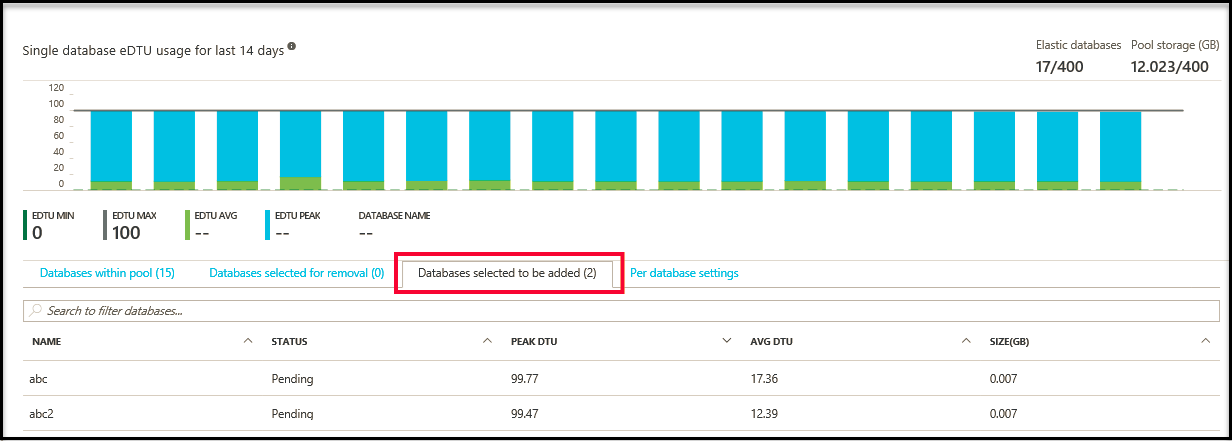 Single database eDTU usage for last 14 days
Elastic databases Pool storage (GB)
17/400 12.023/400
120
100
80
60
40
20
0
EDTU MIN EDTU MAX EDTU AVG EDTU PEAK DATABASE NAME
0 100 -- -- --
Databases within pool (15) Databases selected for removal (0) Databases selected to be added (2) Per database settings
Search to filter databases...
NAME STATUS PEAK DTU AVG DTU SIZE(GB)
abc Pending 99.77 17.36 0.007
abc2 Pending 99.47 12.39 0.007